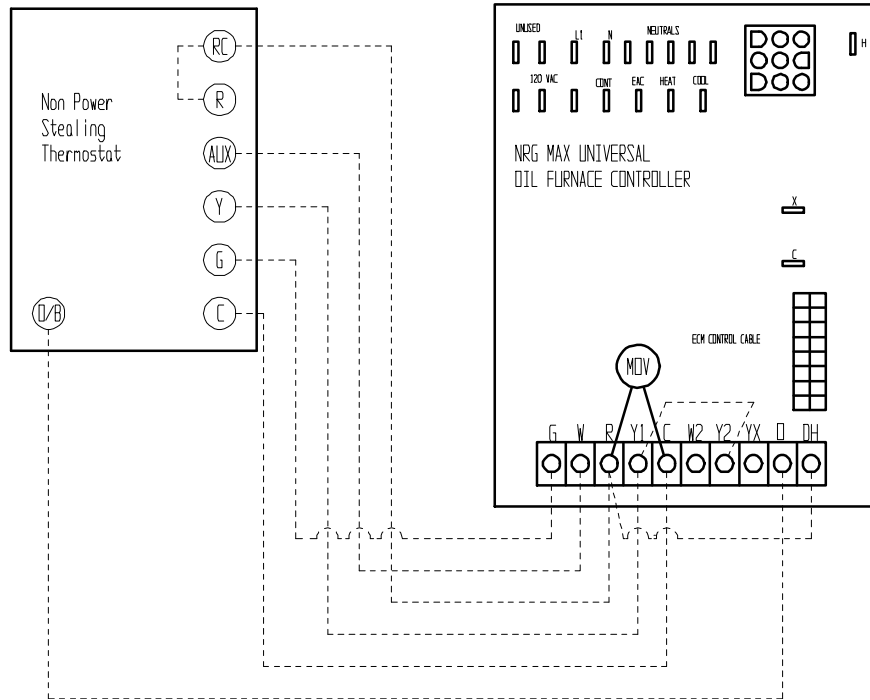 RC
R
Non Power
Stealing
Thermostat
AUX
Y
G
O/B
C
UNUSED
L1
N
NEUTRALS
H
120 VAC
CONT
EAC
HEAT
COOL
NRG MAX UNIVERSAL
OIL FURNACE CONTROLLER
X
C
ECM CONTROL CABLE
MOV
G W R Y1 C W2 Y2 YX O DH